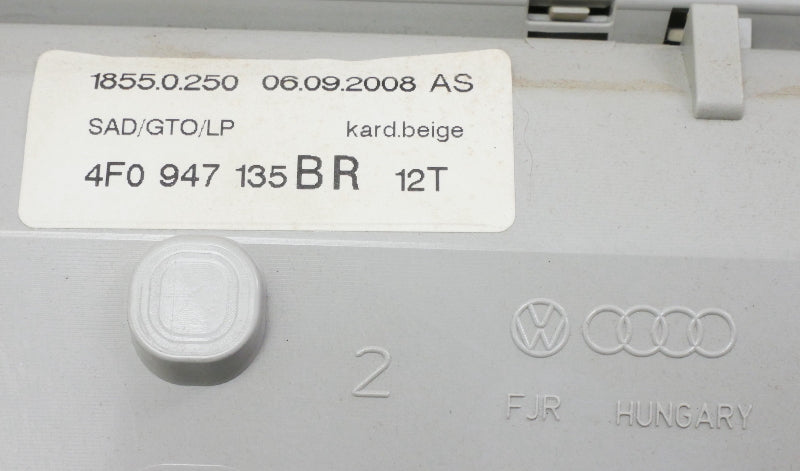 1855.0.250 06.09.2008 AS
SAD/GTO/LP kard.beige
4F0 947 135 BR 12T
2
FJR HUNGARY